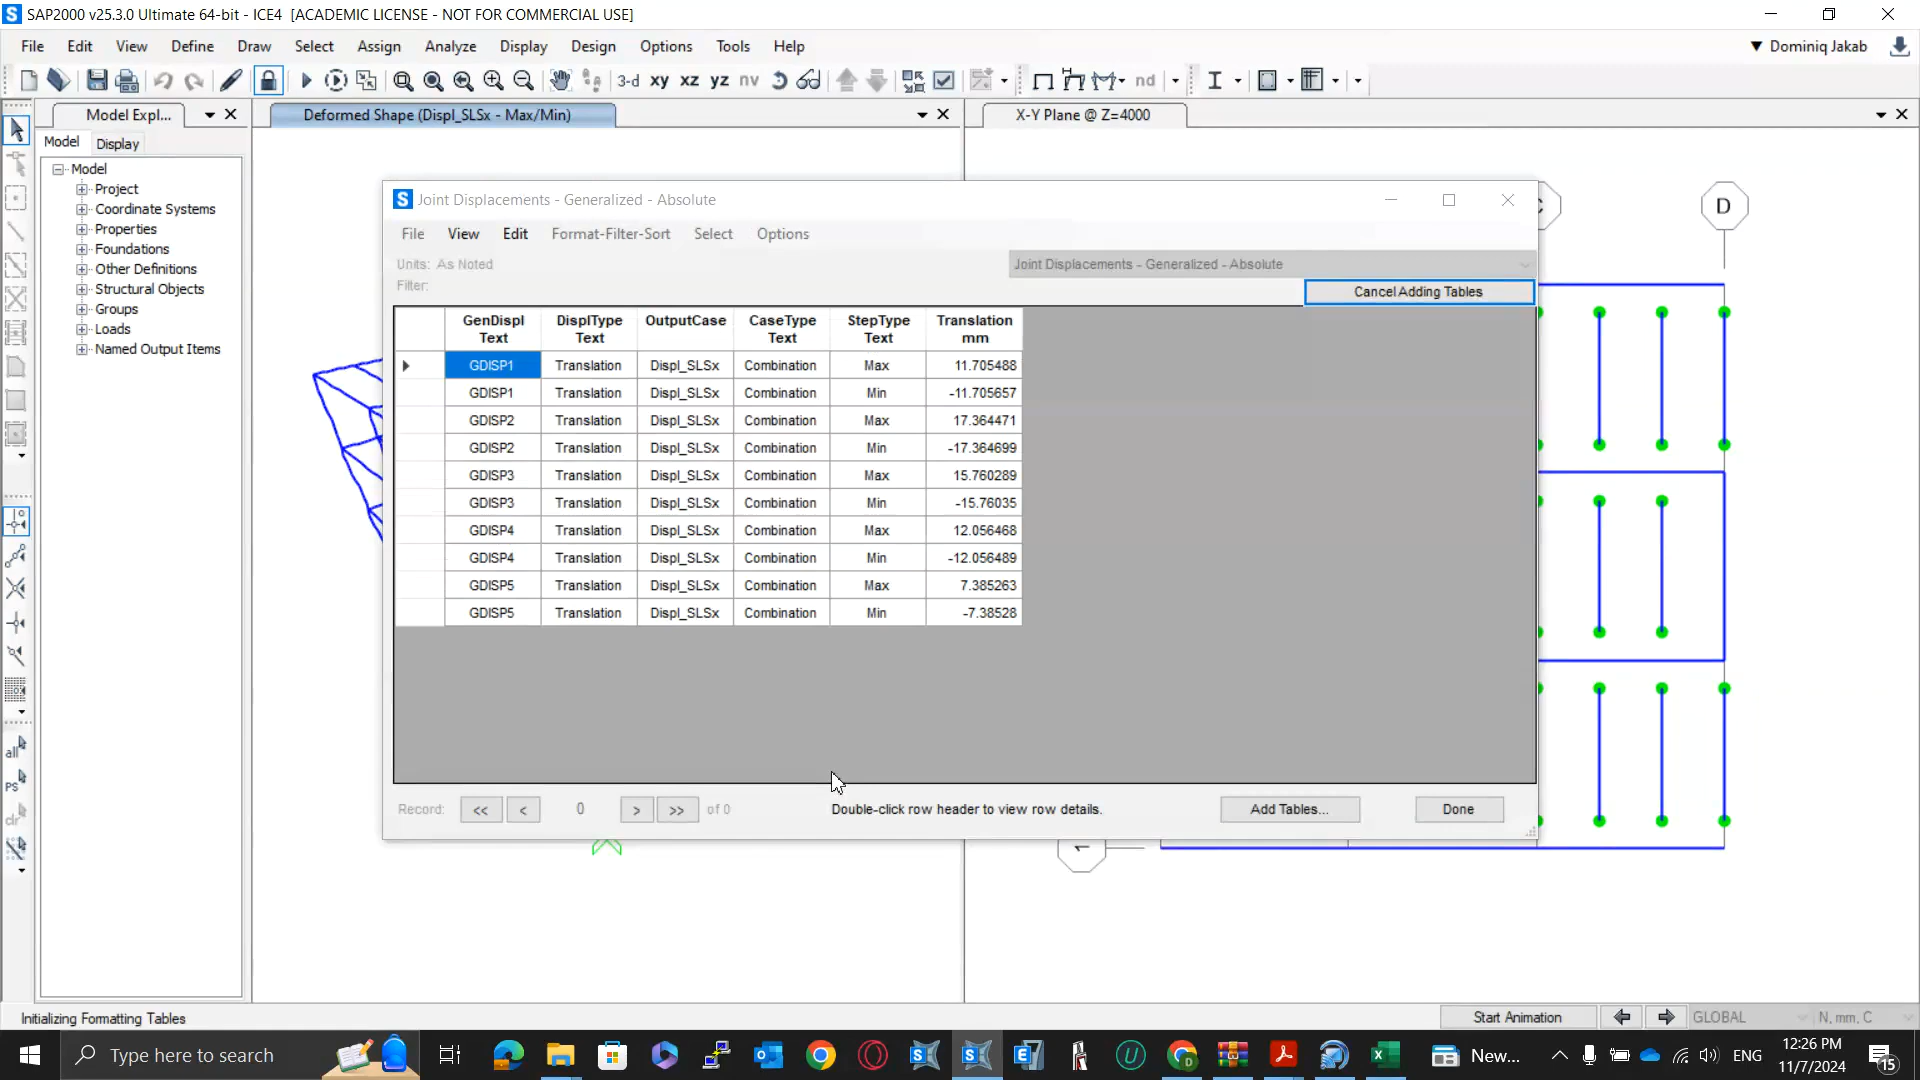 SAP2000 v25.3.0 Ultimate 64-bit - ICE4 [ACADEMIC LICENSE - NOT FOR COMMERCIAL USE]
File Edit View Define Draw Select Assign Analyze Display Design Options Tools Help
Dominiq Jakab
3-d xy xz yz nv nd
Model Expl...
Deformed Shape (Displ_SLSx - Max/Min)
X-Y Plane @ Z=4000
Model Display
Model
Project
Coordinate Systems
Properties
Foundations
Other Definitions
Structural Objects
Groups
Loads
Named Output Items
all
PS
clr
D
Joint Displacements - Generalized - Absolute
File View Edit Format-Filter-Sort Select Options
Units: As Noted
Joint Displacements - Generalized - Absolute
Filter:
Cancel Adding Tables
GenDispl Text DisplType Text OutputCase CaseType Text StepType Text Translation mm
GDISP1 Translation Displ_SLSx Combination Max 11.705488
GDISP1 Translation Displ_SLSx Combination Min -11.705657
GDISP2 Translation Displ_SLSx Combination Max 17.364471
GDISP2 Translation Displ_SLSx Combination Min -17.364699
GDISP3 Translation Displ_SLSx Combination Max 15.760289
GDISP3 Translation Displ_SLSx Combination Min -15.76035
GDISP4 Translation Displ_SLSx Combination Max 12.056468
GDISP4 Translation Displ_SLSx Combination Min -12.056489
GDISP5 Translation Displ_SLSx Combination Max 7.385263
GDISP5 Translation Displ_SLSx Combination Min -7.38528
Record: << < 0 > >> of 0
Double-click row header to view row details.
Add Tables...
Done
Initializing Formatting Tables
Start Animation
GLOBAL
N, mm, C
Type here to search
New...
ENG
12:26 PM
11/7/2024
15